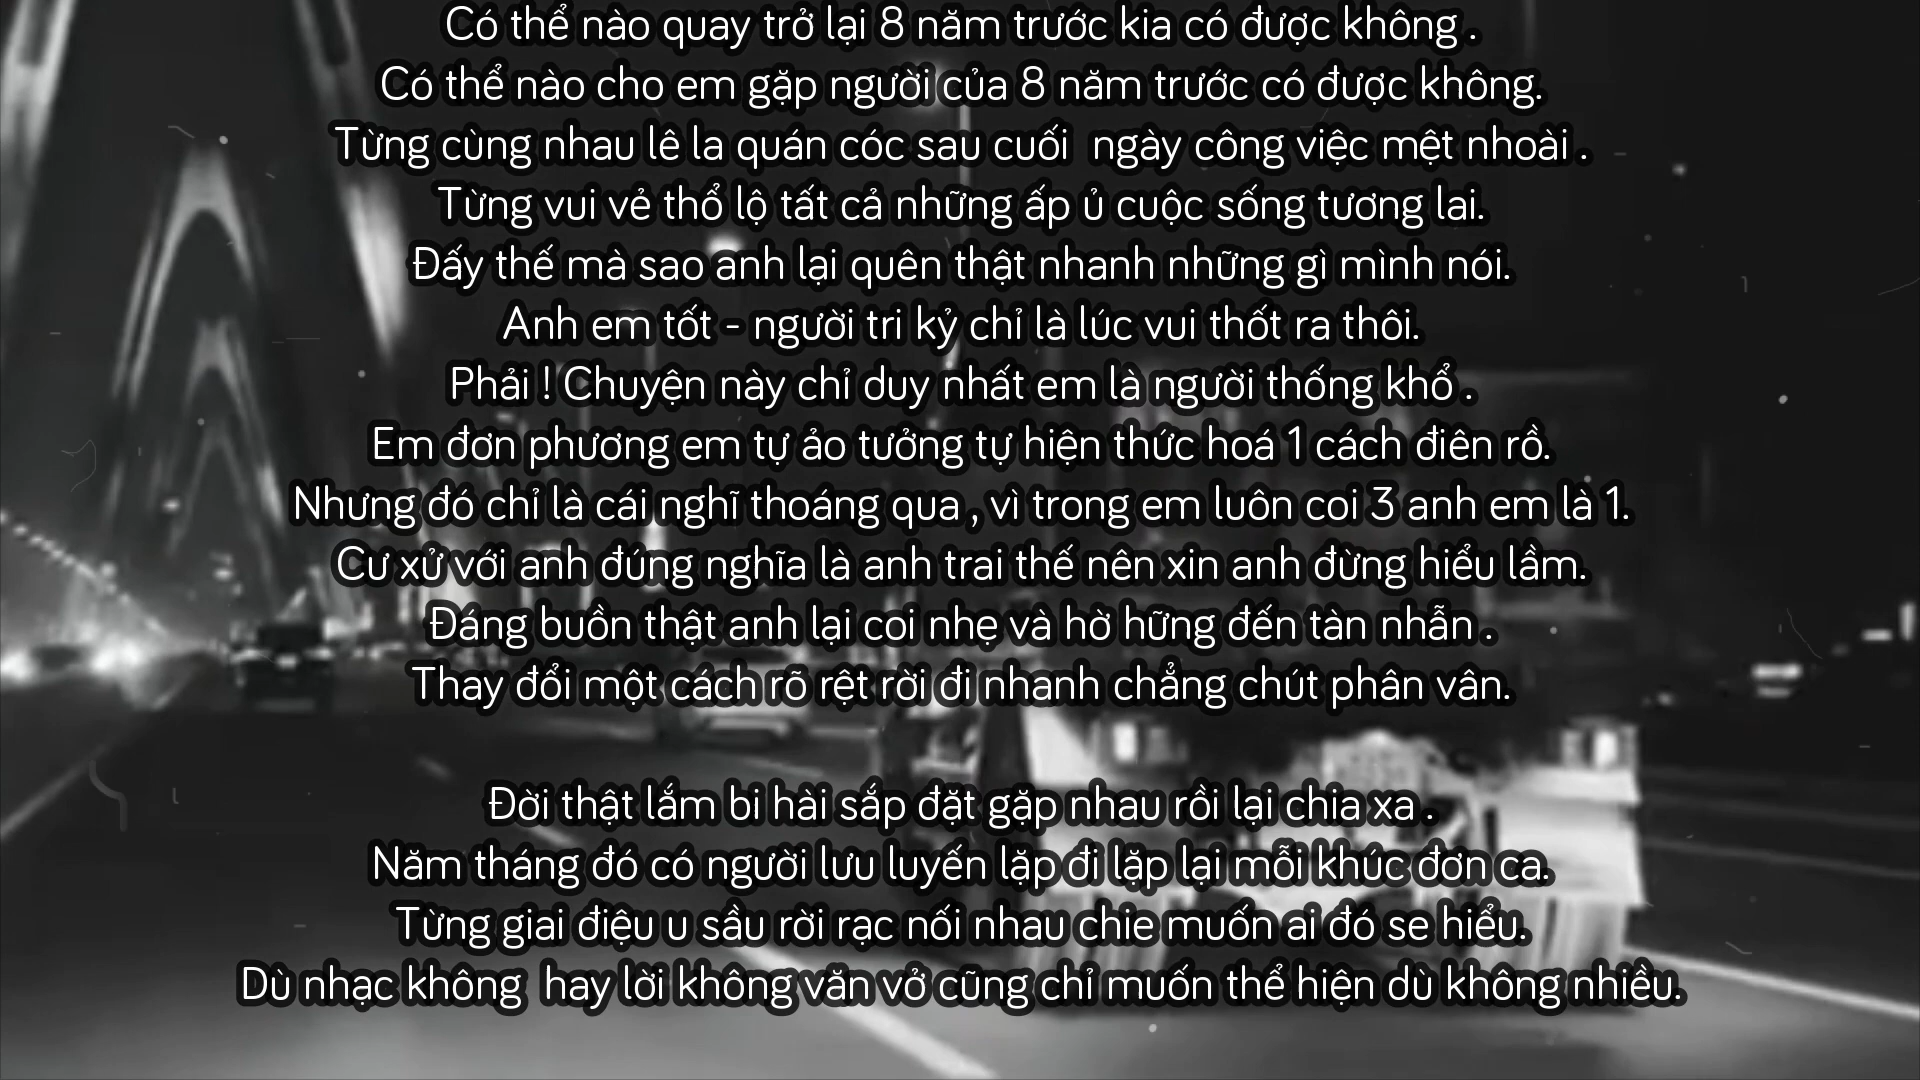 Có thể nào quay trở lại 8 năm trước kia có được không .
Có thể nào cho em gặp người của 8 năm trước có được không.
Từng cùng nhau lê la quán cóc sau cuối  ngày công việc mệt nhoài .
Từng vui vẻ thổ lộ tất cả những ấp ủ cuộc sống tương lai.
Đấy thế mà sao anh lại quên thật nhanh những gì mình nói.
Anh em tốt - người tri kỷ chỉ là lúc vui thốt ra thôi.
Phải ! Chuyện này chỉ duy nhất em là người thống khổ .
Em đơn phương em tự ảo tưởng tự hiện thức hoá 1 cách điên rồ.
Nhưng đó chỉ là cái nghĩ thoáng qua , vì trong em luôn coi 3 anh em là 1.
Cư xử với anh đúng nghĩa là anh trai thế nên xin anh đừng hiểu lầm.
Đáng buồn thật anh lại coi nhẹ và hờ hững đến tàn nhẫn .
Thay đổi một cách rõ rệt rời đi nhanh chẳng chút phân vân.
Đời thật lắm bi hài sắp đặt gặp nhau rồi lại chia xa .
Năm tháng đó có người lưu luyến lặp đi lặp lại mỗi khúc đơn ca.
Từng giai điệu u sầu rời rạc nối nhau chie muốn ai đó se hiểu.
Dù nhạc không  hay lời không văn vở cũng chỉ muốn thể hiện dù không nhiều.